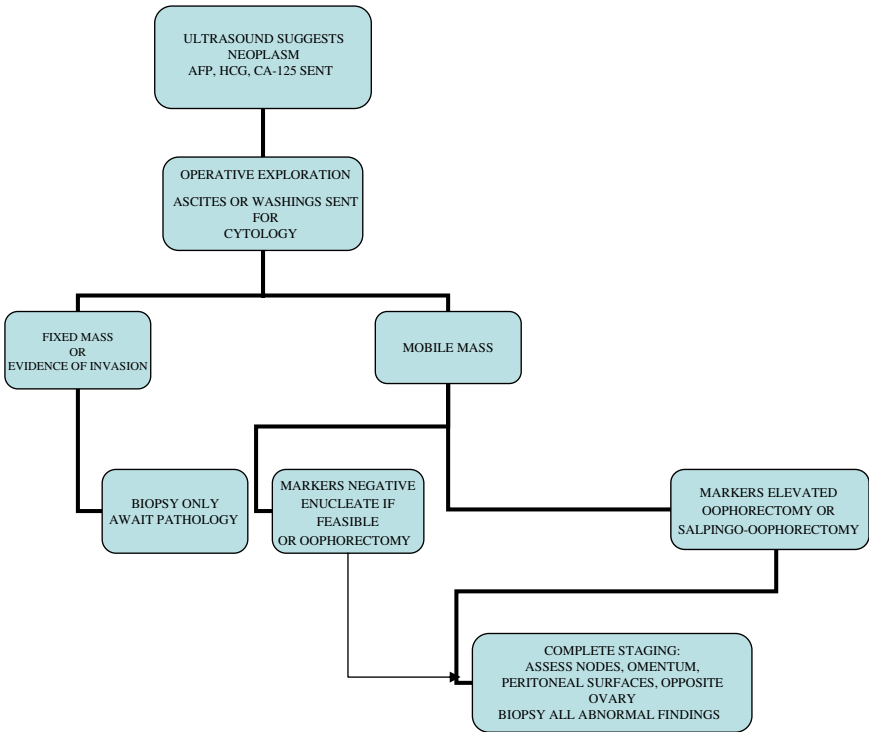 ULTRASOUND SUGGESTS
NEOPLASM
AFP, HCG, CA-125 SENT
OPERATIVE EXPLORATION
ASCITES OR WASHINGS SENT
FOR
CYTOLOGY
FIXED MASS
OR
EVIDENCE OF INVASION
MOBILE MASS
BIOPSY ONLY
AWAIT PATHOLOGY
MARKERS NEGATIVE
ENUCLEATE IF
FEASIBLE
OR OOPHORECTOMY
MARKERS ELEVATED
OOPHORECTOMY OR
SALPINGO-OOPHORECTOMY
COMPLETE STAGING:
ASSESS NODES, OMENTUM,
PERITONEAL SURFACES, OPPOSITE
OVARY
BIOPSY ALL ABNORMAL FINDINGS